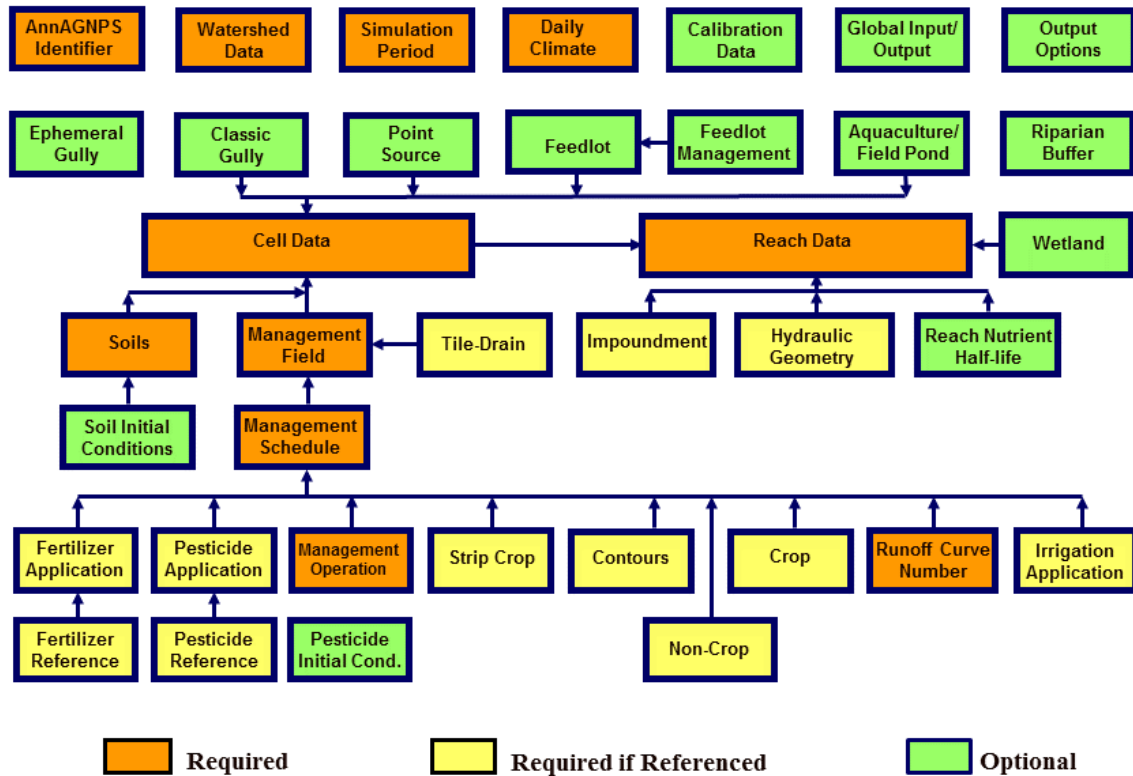 AnnAGNPS
Identifier
Watershed
Data
Simulation
Period
Daily
Climate
Calibration
Data
Global Input/
Output
Output
Options
Ephemeral
Gully
Classic
Gully
Point
Source
Feedlot
Feedlot
Management
Aquaculture/
Field Pond
Riparian
Buffer
Cell Data
Reach Data
Wetland
Soils
Management
Field
Tile-Drain
Impoundment
Hydraulic
Geometry
Reach Nutrient
Half-life
Soil Initial
Conditions
Management
Schedule
Fertilizer
Application
Pesticide
Application
Management
Operation
Strip Crop
Contours
Crop
Runoff Curve
Number
Irrigation
Application
Fertilizer
Reference
Pesticide
Reference
Pesticide
Initial Cond.
Non-Crop
Required
Required if Referenced
Optional